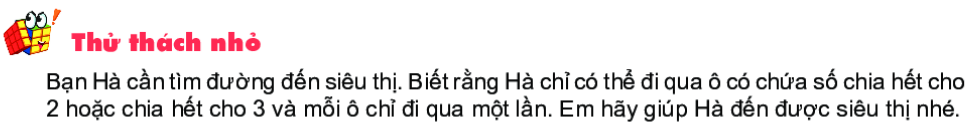 Thử thách nhỏ
Bạn Hà cần tìm đường đến siêu thị. Biết rằng Hà chỉ có thể đi qua ô có chứa số chia hết cho
2 hoặc chia hết cho 3 và mỗi ô chỉ đi qua một lần. Em hãy giúp Hà đến được siêu thị nhé.